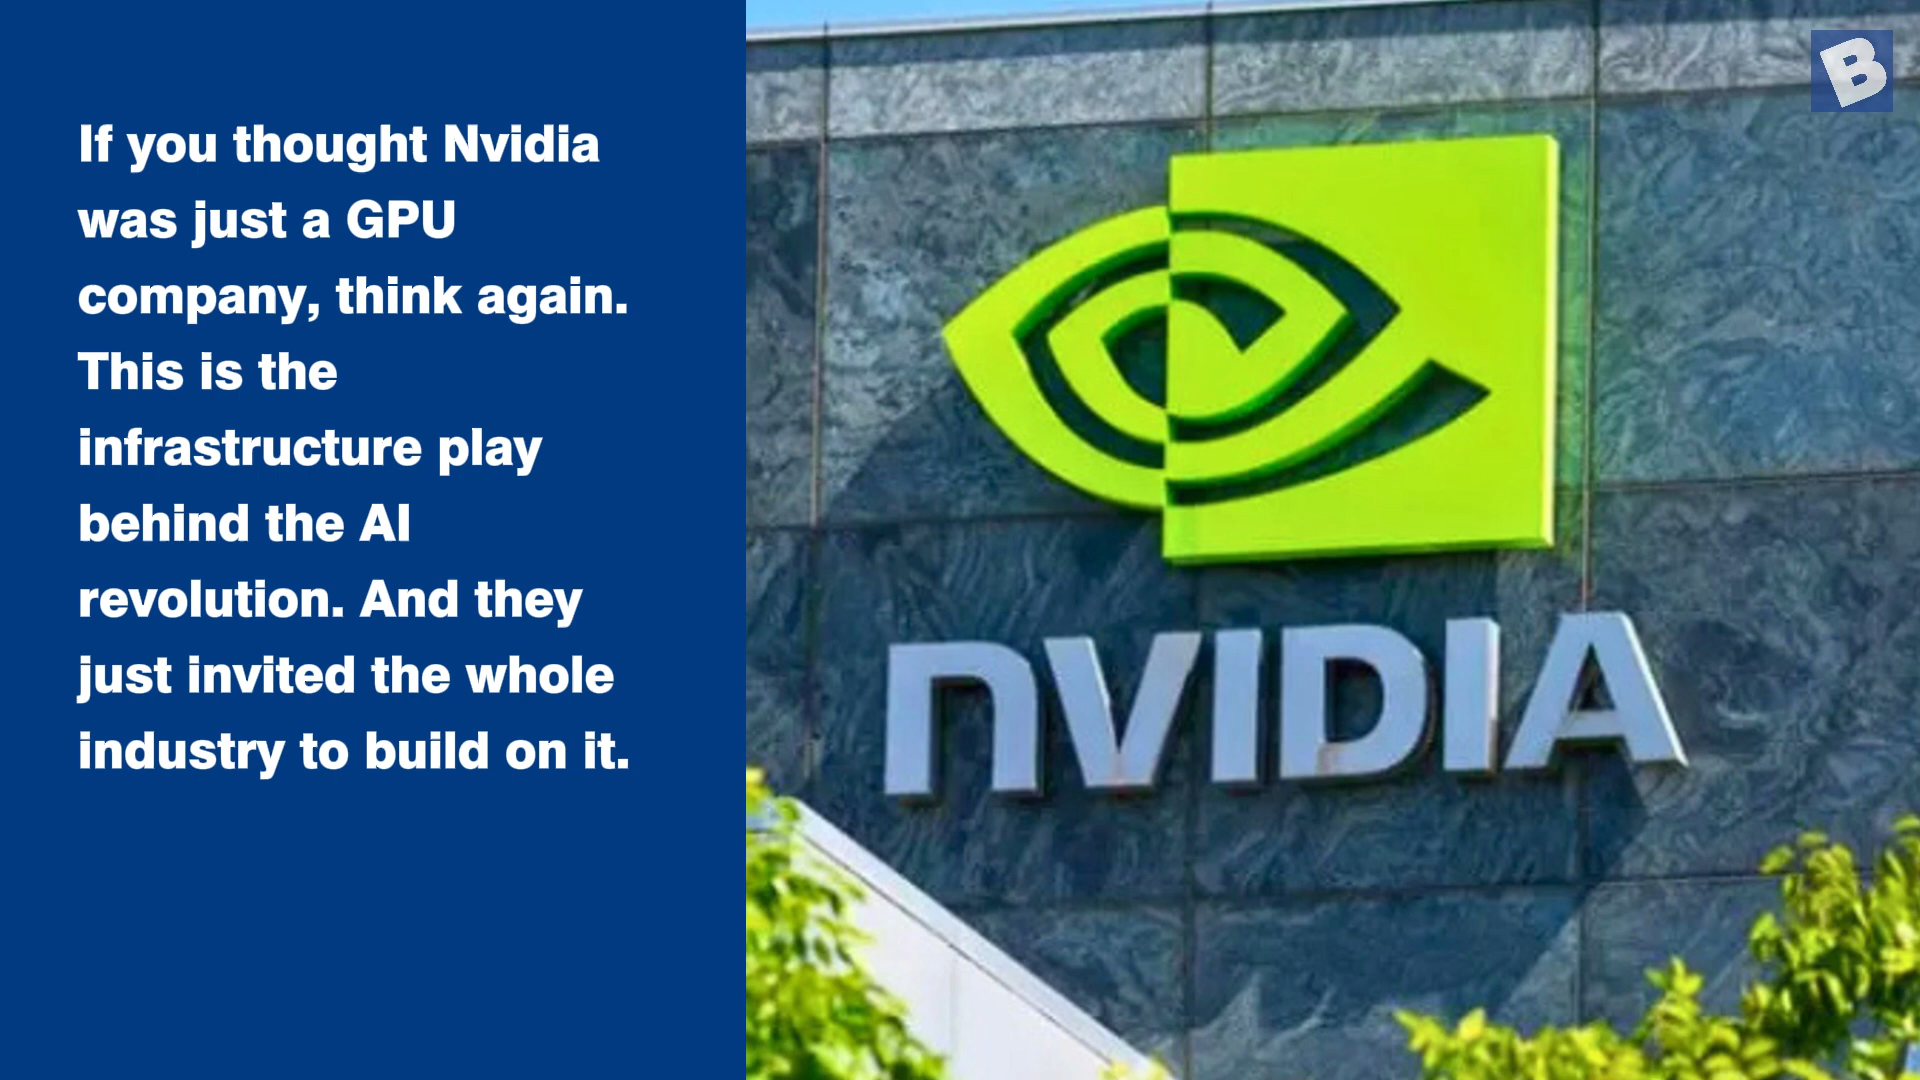 If you thought Nvidia
was just a GPU
company, think again.
This is the
infrastructure play
behind the AI
revolution. And they
just invited the whole
industry to build on it.
B
NVIDIA